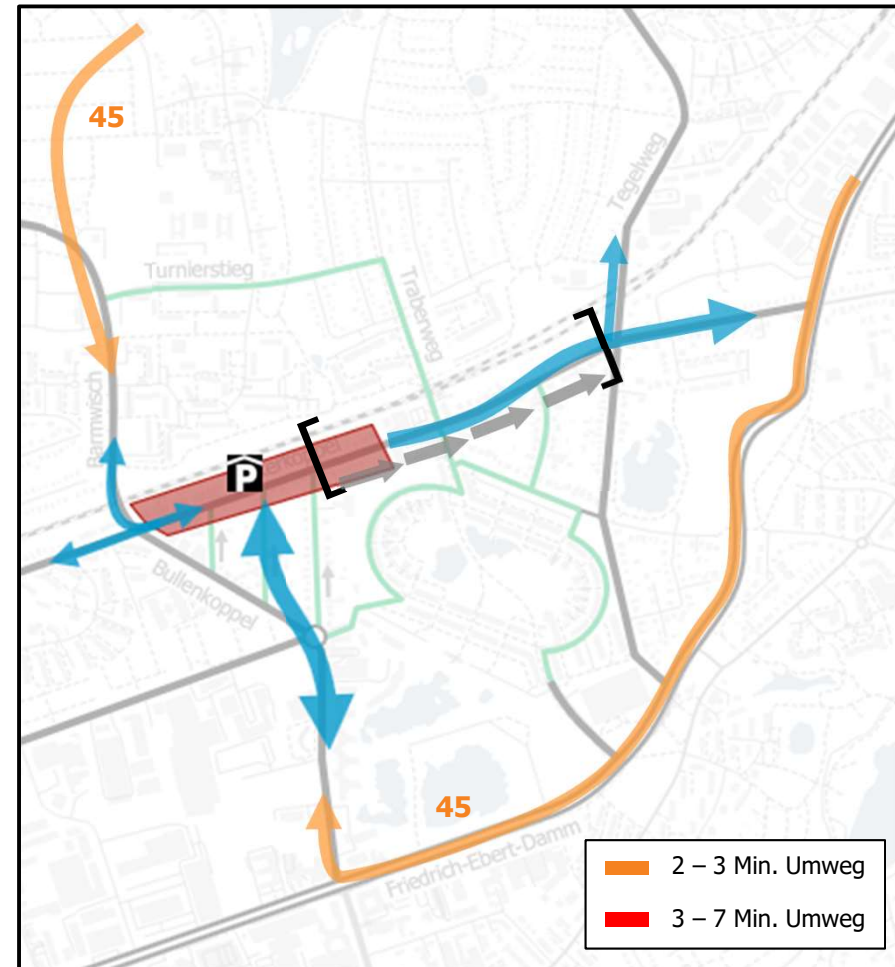 45
Tegelweg
Turnierstieg
Traberweg
Barmwisch
P
Bullenkoppel
45
Friedrich-Ebert-Damm
2 – 3 Min. Umweg
3 – 7 Min. Umweg